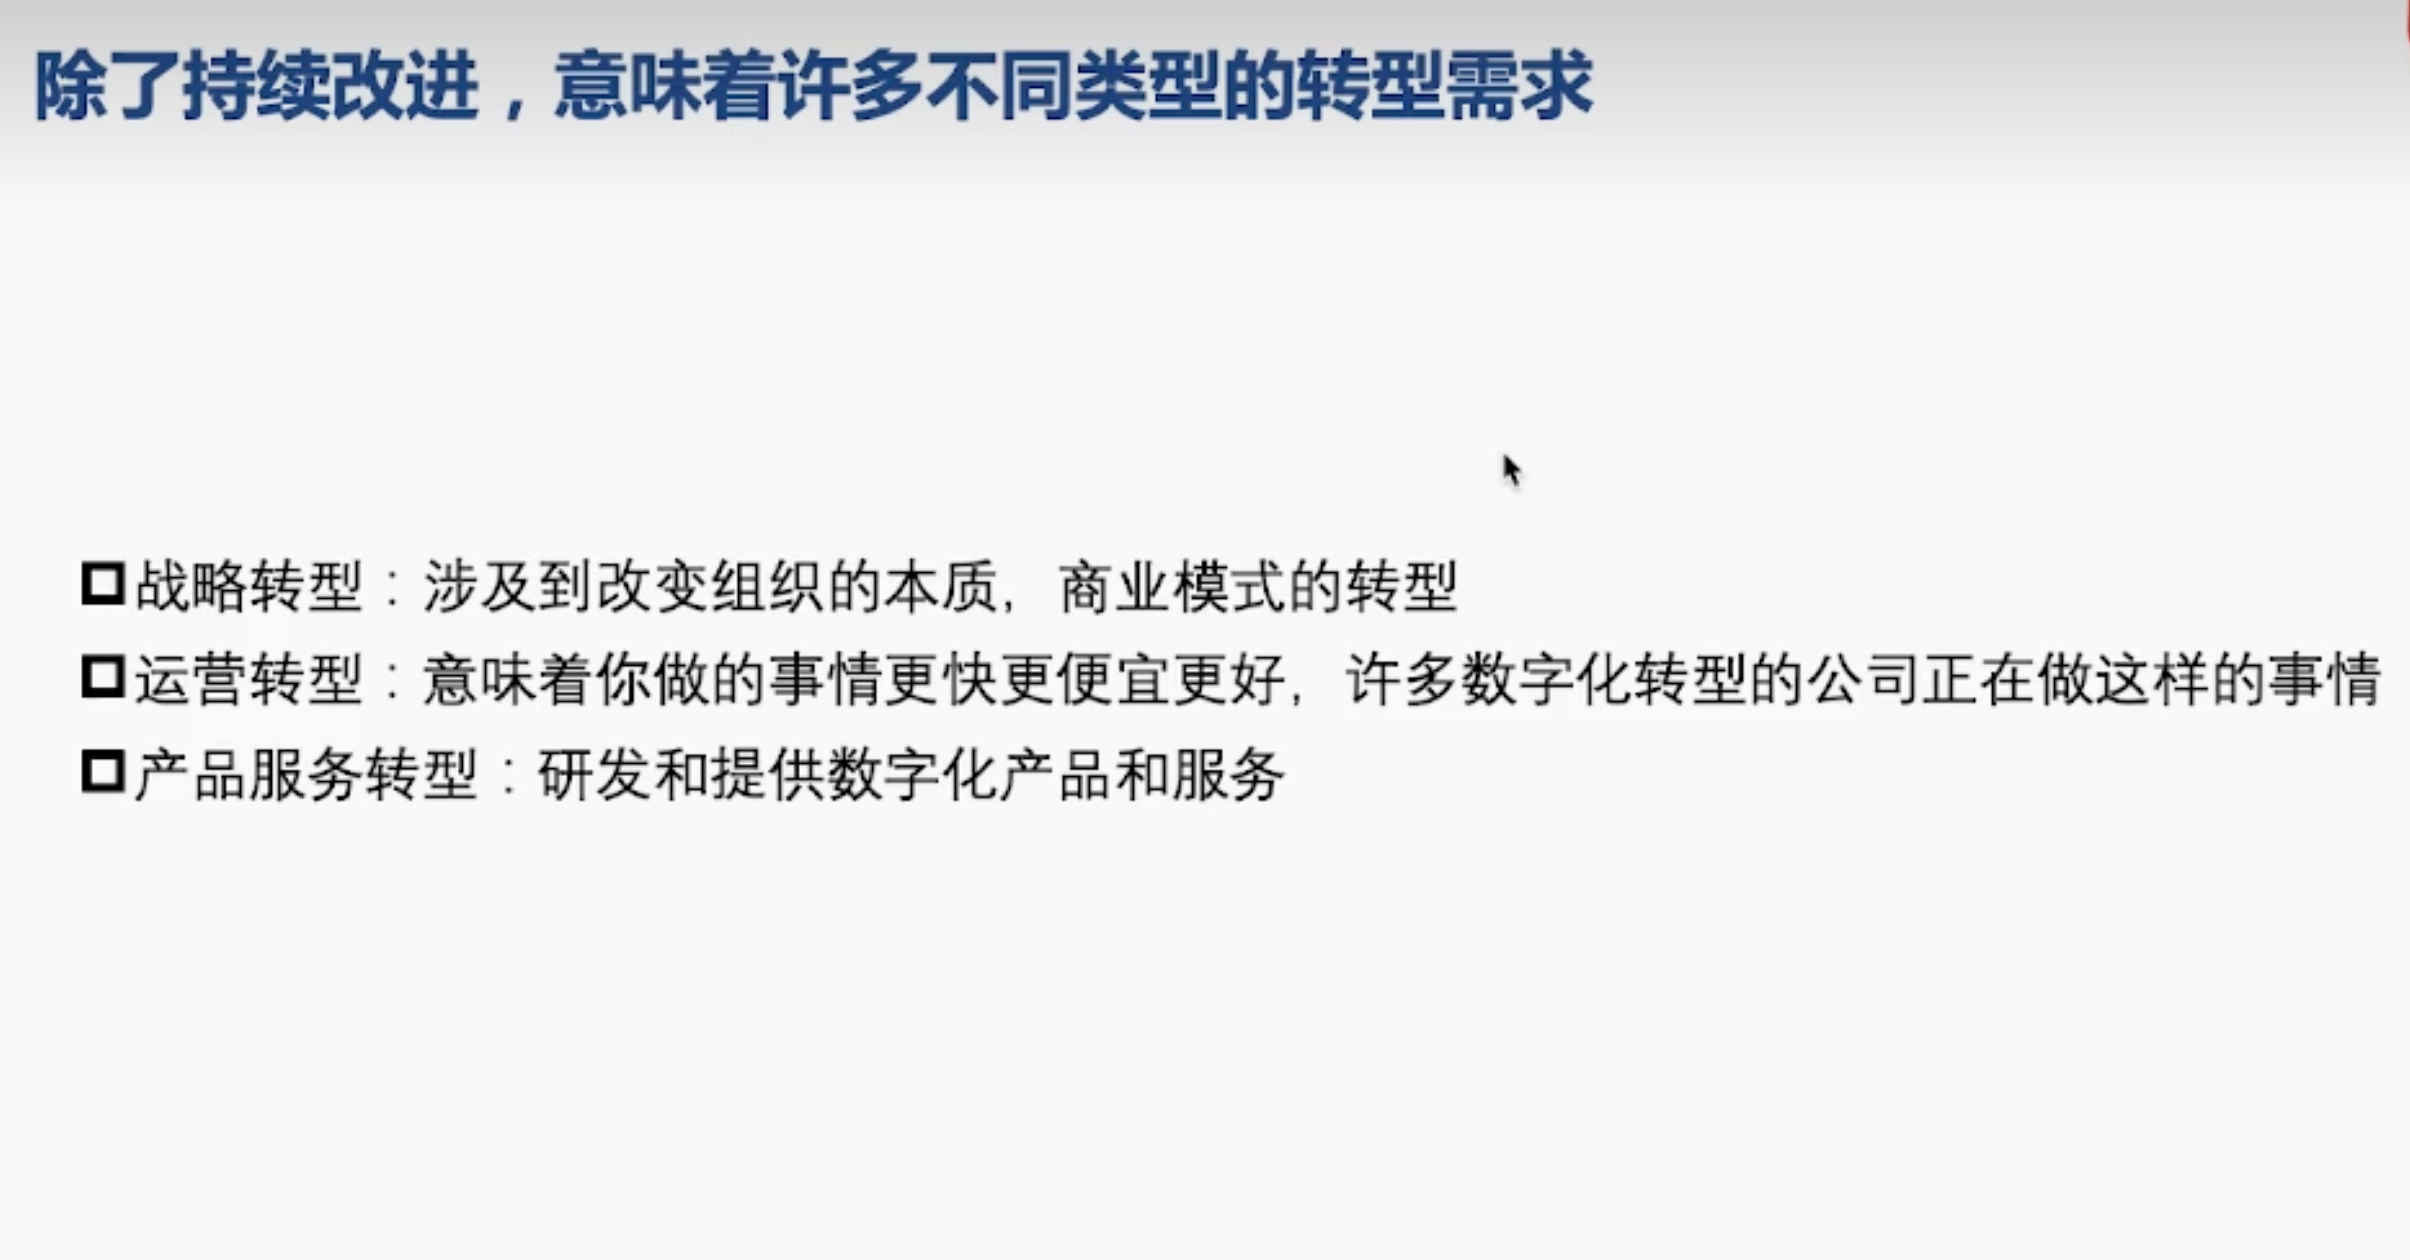 除了持续改进，意味着许多不同类型的转型需求
战略转型：涉及到改变组织的本质，商业模式的转型
运营转型：意味着你做的事情更快更便宜更好，许多数字化转型的公司正在做这样的事情
产品服务转型：研发和提供数字化产品和服务